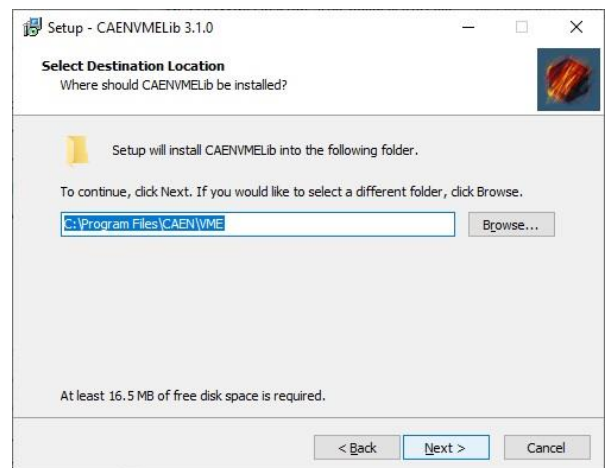 Setup - CAENVMELib 3.1.0
Select Destination Location
Where should CAENVMELib be installed?
Setup will install CAENVMELib into the following folder.
To continue, click Next. If you would like to select a different folder, click Browse.
C:\Program Files\CAEN\VME
Browse...
At least 16.5 MB of free disk space is required.
< Back Next > Cancel